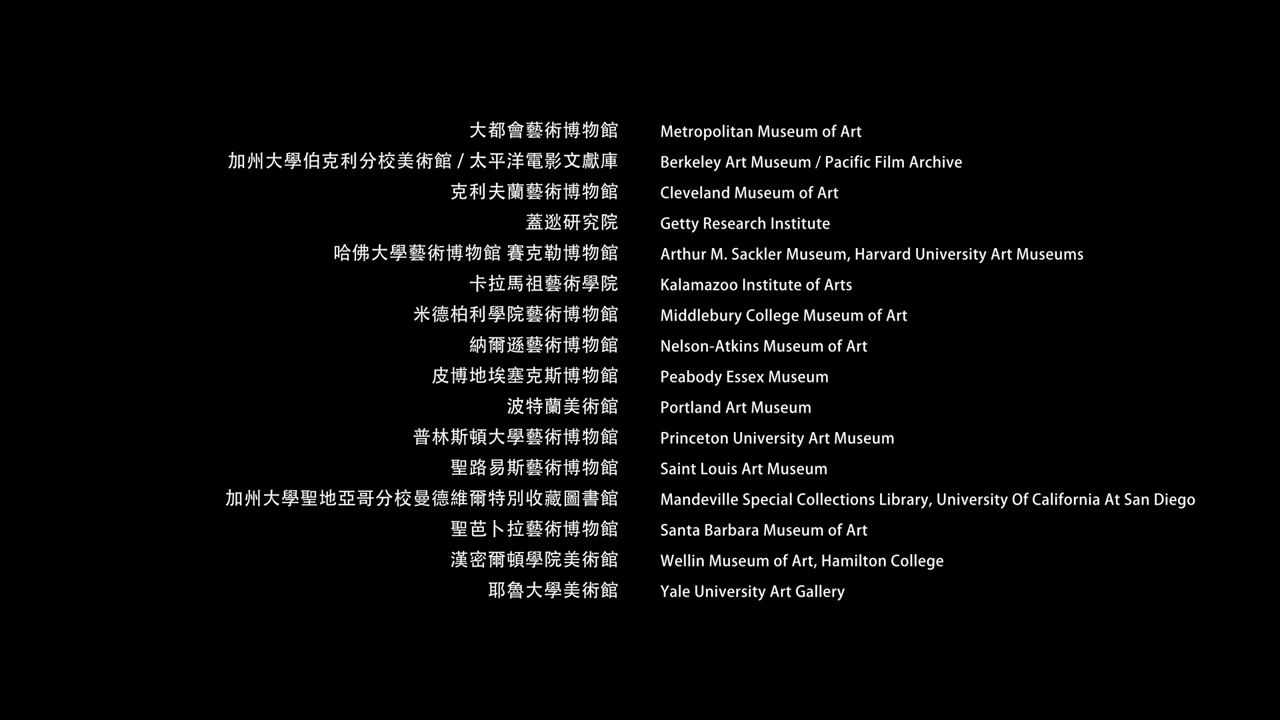 大都會藝術博物館 Metropolitan Museum of Art
加州大學伯克利分校美術館 / 太平洋電影文獻庫 Berkeley Art Museum / Pacific Film Archive
克利夫蘭藝術博物館 Cleveland Museum of Art
蓋逖研究院 Getty Research Institute
哈佛大學藝術博物館 賽克勒博物館 Arthur M. Sackler Museum, Harvard University Art Museums
卡拉馬祖藝術學院 Kalamazoo Institute of Arts
米德柏利學院藝術博物館 Middlebury College Museum of Art
納爾遜藝術博物館 Nelson-Atkins Museum of Art
皮博地埃塞克斯博物館 Peabody Essex Museum
波特蘭美術館 Portland Art Museum
普林斯頓大學藝術博物館 Princeton University Art Museum
聖路易斯藝術博物館 Saint Louis Art Museum
加州大學聖地亞哥分校曼德維爾特別收藏圖書館 Mandeville Special Collections Library, University Of California At San Diego
聖芭卜拉藝術博物館 Santa Barbara Museum of Art
漢密爾頓學院美術館 Wellin Museum of Art, Hamilton College
耶魯大學美術館 Yale University Art Gallery